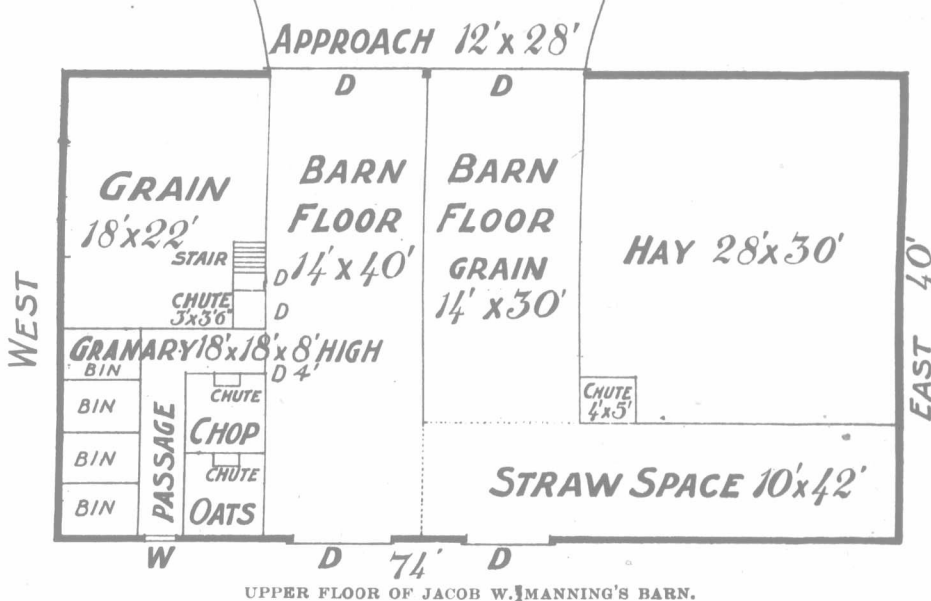 APPROACH 12'x 28'
D D
GRAIN
18'x22'
STAIR
CHUTE
3'x3'6"
BARN
FLOOR
14'x 40'
D
D
BARN
FLOOR
GRAIN
14'x30'
HAY 28'x30'
WEST
EAST 40'
GRANARY 18'x18'x8' HIGH
D 4'
BIN
BIN
BIN
BIN
PASSAGE
CHUTE
CHOP
CHUTE
OATS
CHUTE
4'x5'
STRAW SPACE 10'x42'
W D 74' D
UPPER FLOOR OF JACOB W. MANNING'S BARN.